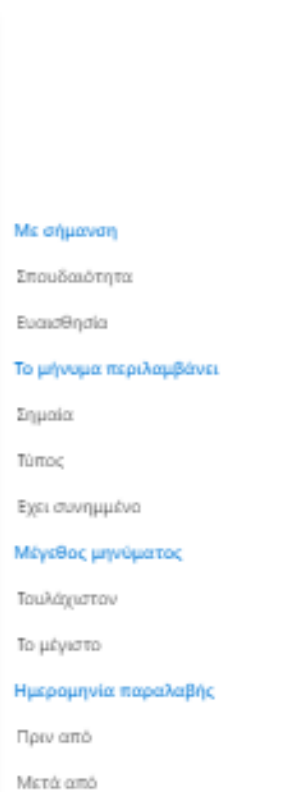 Με σήμανση
Σπουδαιότητα
Ευαισθησία
Το μήνυμα περιλαμβάνει
Σημαία
Τύπος
Έχει συνημμένο
Μέγεθος μηνύματος
Τουλάχιστον
Το μέγιστο
Ημερομηνία παραλαβής
Πριν από
Μετά από